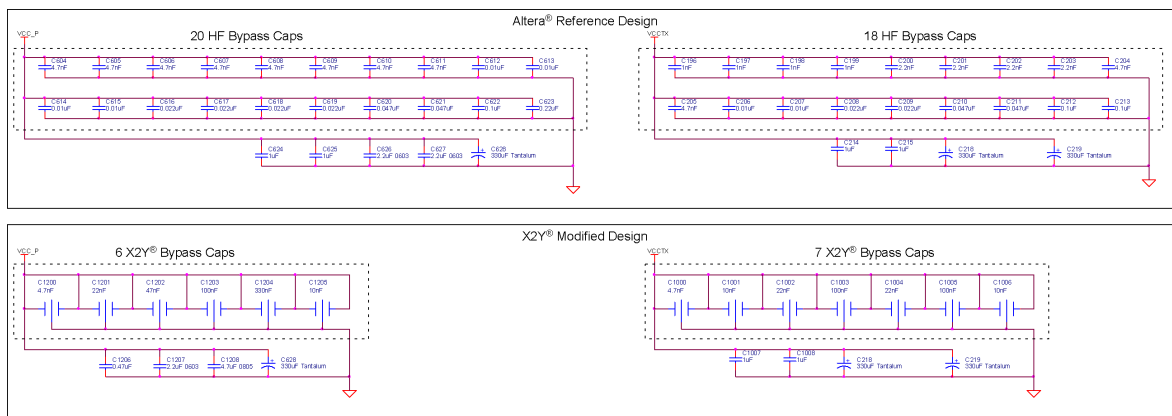 Altera® Reference Design
20 HF Bypass Caps
18 HF Bypass Caps
VCC_P
C604
4.7nF
C605
4.7nF
C606
4.7nF
C607
4.7nF
C608
4.7nF
C609
4.7nF
C610
4.7nF
C611
4.7nF
C612
0.01uF
C613
0.01uF
C614
0.01uF
C615
0.01uF
C616
0.022uF
C617
0.022uF
C618
0.022uF
C619
0.022uF
C620
0.047uF
C621
0.047uF
C622
0.1uF
C623
0.22uF
C624
1uF
C625
1uF
C626
2.2uF 0603
C627
2.2uF 0603
C628
330uF Tantalum
VCCTX
C196
1nF
C197
1nF
C198
1nF
C199
1nF
C200
2.2nF
C201
2.2nF
C202
2.2nF
C203
2.2nF
C204
4.7nF
C205
4.7nF
C206
0.01uF
C207
0.01uF
C208
0.022uF
C209
0.022uF
C210
0.047uF
C211
0.047uF
C212
0.1uF
C213
0.1uF
C214
1uF
C215
1uF
C218
330uF Tantalum
C219
330uF Tantalum
X2Y® Modified Design
6 X2Y® Bypass Caps
7 X2Y® Bypass Caps
VCC_P
C1200
4.7nF
C1201
22nF
C1202
47nF
C1203
100nF
C1204
330nF
C1205
10nF
C1206
0.47uF
C1207
2.2uF 0603
C1208
4.7uF 0805
C628
330uF Tantalum
VCCTX
C1000
4.7nF
C1001
10nF
C1002
22nF
C1003
100nF
C1004
22nF
C1005
100nF
C1006
10nF
C1007
1uF
C1008
1uF
C218
330uF Tantalum
C219
330uF Tantalum